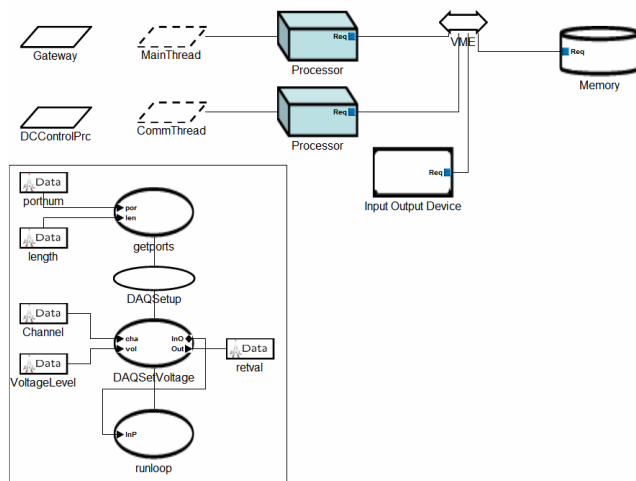 Gateway
MainThread
Req
Processor
VME
Req
Memory
DCControlPrc
CommThread
Req
Processor
Req
Input Output Device
Data
portnum
por
len
Data
length
getports
DAQSetup
Data
Channel
cha
vol
InO
Out
Data
retval
Data
VoltageLevel
DAQSetVoltage
InP
runloop